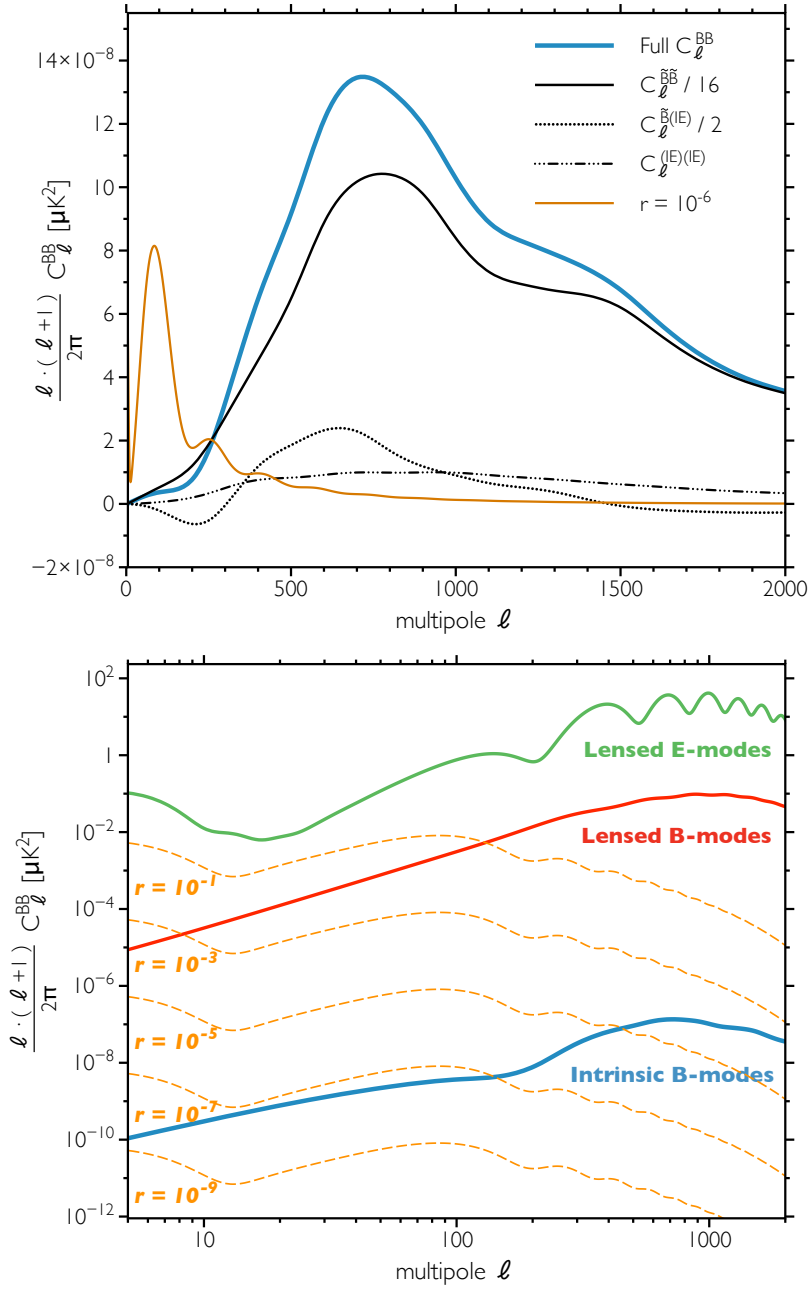 14×10⁻⁸
12
10
8
6
4
2
0
−2×10⁻⁸
ℓ · ( ℓ +1 ) / 2π C_ℓ^BB [μK²]
Full C_ℓ^BB
C_ℓ^B̃B̃ / 16
C_ℓ^B̃(IE) / 2
C_ℓ^(IE)(IE)
r = 10⁻⁶
0 500 1000 1500 2000
multipole ℓ
10²
1
10⁻²
10⁻⁴
10⁻⁶
10⁻⁸
10⁻¹⁰
10⁻¹²
ℓ · ( ℓ +1 ) / 2π C_ℓ^BB [μK²]
Lensed E-modes
Lensed B-modes
r = 10⁻¹
r = 10⁻³
r = 10⁻⁵
Intrinsic B-modes
r = 10⁻⁷
r = 10⁻⁹
10 100 1000
multipole ℓ